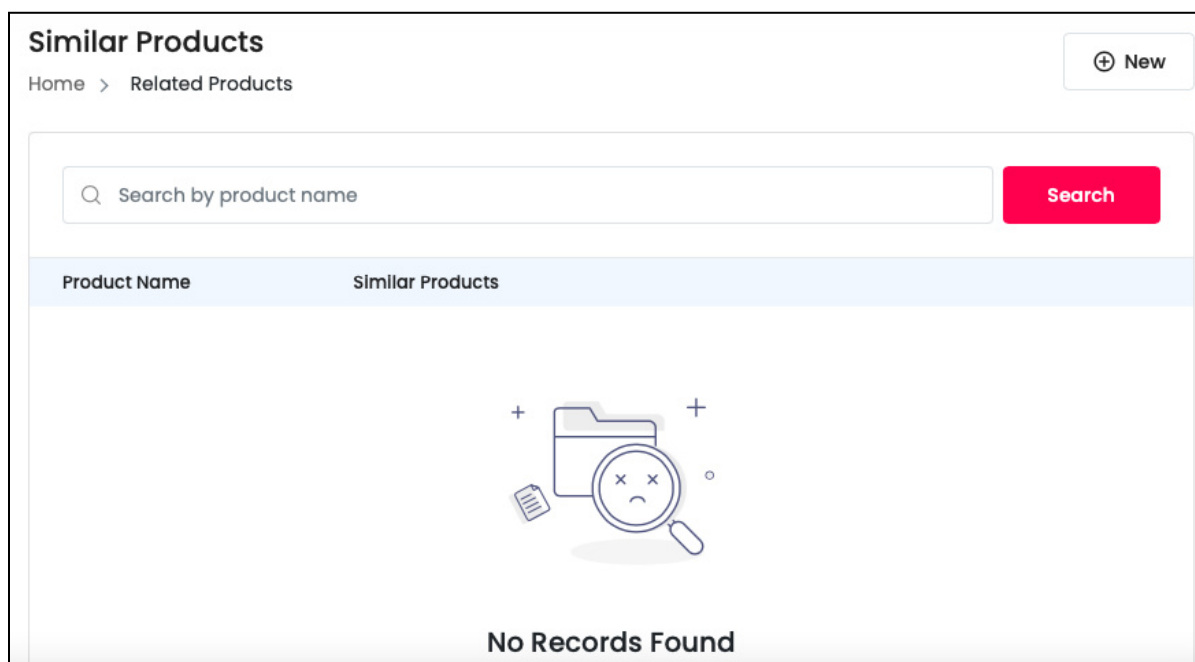 Similar Products
New
Home > Related Products
Search by product name
Search
Product Name Similar Products
No Records Found